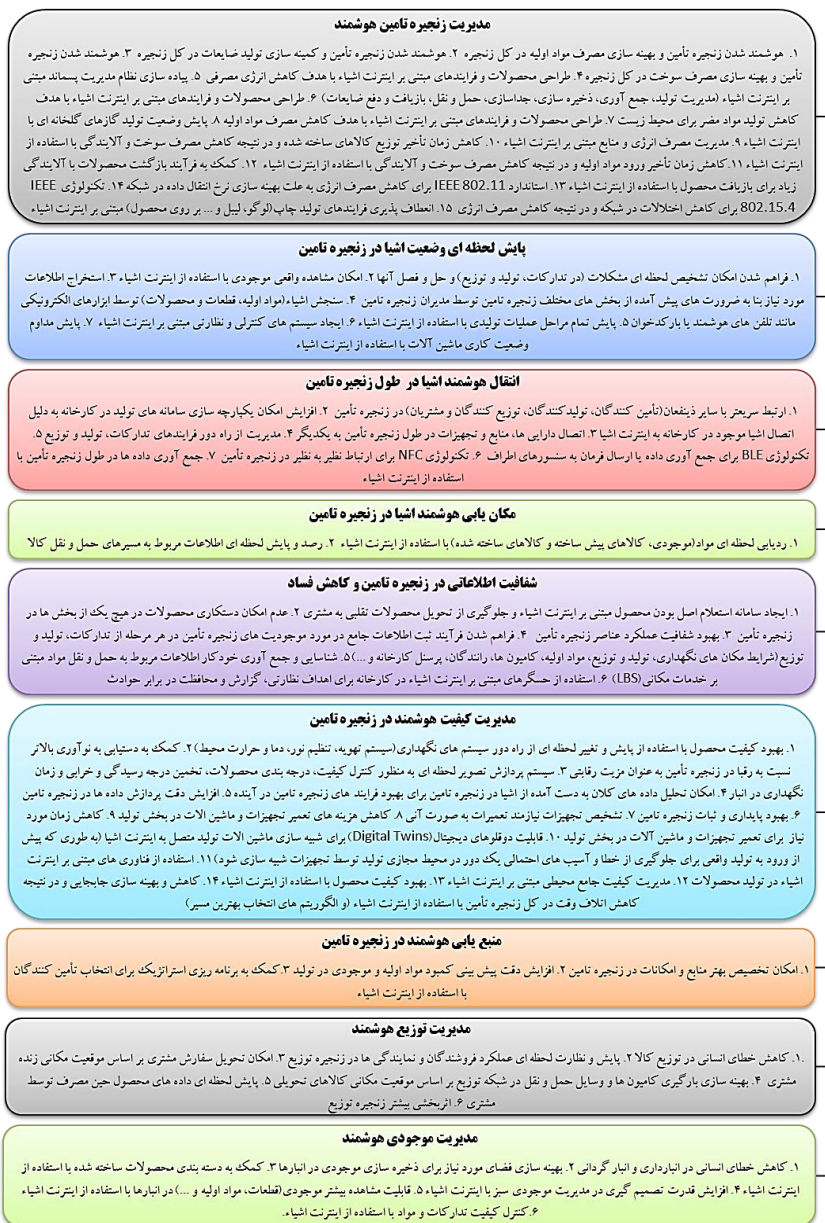 مدیریت زنجیره تامین هوشمند
۱. هوشمند شدن زنجیره تأمین و بهینه سازی مصرف مواد اولیه در کل زنجیره ۲. هوشمند شدن زنجیره تأمین و کمینه سازی تولید ضایعات در کل زنجیره ۳. هوشمند شدن زنجیره
تأمین و بهینه سازی مصرف سوخت در کل زنجیره ۴. طراحی محصولات و فرایندهای مبتنی بر اینترنت اشیاء با هدف کاهش انرژی مصرفی ۵. پیاده سازی نظام مدیریت پسماند مبتنی
بر اینترنت اشیاء (مدیریت تولید، جمع آوری، ذخیره سازی، جداسازی، حمل و نقل، بازیافت و دفع ضایعات) ۶. طراحی محصولات و فرایندهای مبتنی بر اینترنت اشیاء با هدف
کاهش تولید مواد مضر برای محیط زیست ۷. طراحی محصولات و فرایندهای مبتنی بر اینترنت اشیاء با هدف کاهش مصرف مواد اولیه ۸. پایش وضعیت تولید گازهای گلخانه ای با
اینترنت اشیاء ۹. مدیریت مصرف انرژی و منابع مبتنی بر اینترنت اشیاء ۱۰. کاهش زمان تأخیر توزیع کالاهای ساخته شده و در نتیجه کاهش مصرف سوخت و آلایندگی با استفاده از
اینترنت اشیاء ۱۱. کاهش زمان تأخیر ورود مواد اولیه و در نتیجه کاهش مصرف سوخت و آلایندگی با استفاده از اینترنت اشیاء ۱۲. کمک به فرآیند بازگشت محصولات با آلایندگی
زیاد برای بازیافت محصول با استفاده از اینترنت اشیاء ۱۳. استاندارد IEEE 802.11 برای کاهش مصرف انرژی به علت بهینه سازی نرخ انتقال داده در شبکه ۱۴. تکنولوژی IEEE
802.15.4 برای کاهش اختلالات در شبکه و در نتیجه کاهش مصرف انرژی ۱۵. انعطاف پذیری فرایندهای تولید چاپ(لوگو، لیبل و ... بر روی محصول) مبتنی بر اینترنت اشیاء
پایش لحظه ای وضعیت اشیا در زنجیره تامین
۱. فراهم شدن امکان تشخیص لحظه ای مشکلات (در تدارکات، تولید و توزیع) و حل و فصل آنها ۲. امکان مشاهده واقعی موجودی با استفاده از اینترنت اشیاء ۳. استخراج اطلاعات
مورد نیاز بنا به ضرورت های پیش آمده از بخش های مختلف زنجیره تامین توسط مدیران زنجیره تامین ۴. سنجش اشیاء(مواد اولیه، قطعات و محصولات) توسط ابزارهای الکترونیکی
مانند تلفن های هوشمند یا بارکدخوان ۵. پایش تمام مراحل عملیات تولیدی با استفاده از اینترنت اشیاء ۶. ایجاد سیستم های کنترلی و نظارتی مبتنی بر اینترنت اشیاء ۷. پایش مداوم
وضعیت کاری ماشین آلات با استفاده از اینترنت اشیاء
انتقال هوشمند اشیا در طول زنجیره تامین
۱. ارتبط سریعتر با سایر ذینفعان(تأمین کنندگان، تولیدکنندگان، توزیع کنندگان و مشتریان) در زنجیره تأمین ۲. افزایش امکان یکپارچه سازی سامانه های تولید در کارخانه به دلیل
اتصال اشیا موجود در کارخانه به اینترنت اشیا ۳. اتصال دارایی ها، منابع و تجهیزات در طول زنجیره تأمین به یکدیگر ۴. مدیریت از راه دور فرایندهای تدارکات، تولید و توزیع ۵.
تکنولوژی BLE برای جمع آوری داده یا ارسال فرمان به سنسورهای اطراف ۶. تکنولوژی NFC برای ارتباط نظیر به نظیر در زنجیره تأمین ۷. جمع آوری داده ها در طول زنجیره تأمین با
استفاده از اینترنت اشیاء
مکان یابی هوشمند اشیا در زنجیره تامین
۱. ردیابی لحظه ای مواد(موجودی، کالاهای پیش ساخته و کالاهای ساخته شده) با استفاده از اینترنت اشیاء ۲. رصد و پایش لحظه ای اطلاعات مربوط به مسیرهای حمل و نقل کالا
شفافیت اطلاعاتی در زنجیره تامین و کاهش فساد
۱. ایجاد سامانه استعلام اصل بودن محصول مبتنی بر اینترنت اشیاء و جلوگیری از تحویل محصولات تقلبی به مشتری ۲. عدم امکان دستکاری محصولات در هیچ یک از بخش ها در
زنجیره تأمین ۳. بهبود شفافیت عملکرد عناصر زنجیره تأمین ۴. فراهم شدن فرآیند ثبت اطلاعات جامع در مورد موجودیت های زنجیره تأمین در هر مرحله از تدارکات، تولید و
توزیع(شرایط مکان های نگهداری، تولید و توزیع، مواد اولیه، کامیون ها، رانندگان، پرسنل کارخانه و ...) ۵. شناسایی و جمع آوری خودکار اطلاعات مربوط به حمل و نقل مواد مبتنی
بر خدمات مکانی(LBS) ۶. استفاده از حسگرهای مبتنی بر اینترنت اشیاء در کارخانه برای اهداف نظارتی، گزارش و محافظت در برابر حوادث
مدیریت کیفیت هوشمند در زنجیره تامین
۱. بهبود کیفیت محصول با استفاده از پایش و تغییر لحظه ای از راه دور سیستم های نگهداری(سیستم تهویه، تنظیم نور، دما و حرارت محیط) ۲. کمک به دستیابی به نوآوری بالاتر
نسبت به رقبا در زنجیره تأمین به عنوان مزیت رقابتی ۳. سیستم پردازش تصویر لحظه ای به منظور کنترل کیفیت، درجه بندی محصولات، تخمین درجه رسیدگی و خرابی و زمان
نگهداری در انبار ۴. امکان تحلیل داده های کلان به دست آمده از اشیا در زنجیره تامین برای بهبود فرایند های زنجیره تامین در آینده ۵. افزایش دقت پردازش داده ها در زنجیره تامین
۶. بهبود پایداری و ثبات زنجیره تامین ۷. تشخیص تجهیزات نیازمند تعمیرات به صورت آنی ۸. کاهش هزینه های تعمیر تجهیزات و ماشین الات در بخش تولید ۹. کاهش زمان مورد
نیاز برای تعمیر تجهیزات و ماشین آلات در بخش تولید ۱۰. قابلیت دوقلوهای دیجیتال(Digital Twins) برای شبیه سازی ماشین الات تولید متصل به اینترنت اشیا (به طوری که پیش
از ورود به تولید واقعی برای جلوگیری از خطا و آسیب های احتمالی یک دور در محیط مجازی تولید توسط تجهیزات شبیه سازی شود) ۱۱. استفاده از فناوری های مبتنی بر اینترنت
اشیاء در تولید محصولات ۱۲. مدیریت کیفیت جامع محیطی مبتنی بر اینترنت اشیاء ۱۳. بهبود کیفیت محصول با استفاده از اینترنت اشیاء ۱۴. کاهش و بهینه سازی جابجایی و در نتیجه
کاهش اتلاف وقت در کل زنجیره تأمین با استفاده از اینترنت اشیاء (و الگوریتم های انتخاب بهترین مسیر)
منبع یابی هوشمند در زنجیره تامین
۱. امکان تخصیص بهتر منابع و امکانات در زنجیره تامین ۲. افزایش دقت پیش بینی کمبود مواد اولیه و موجودی در تولید ۳. کمک به برنامه ریزی استراتژیک برای انتخاب تأمین کنندگان
با استفاده از اینترنت اشیاء
مدیریت توزیع هوشمند
۱. کاهش خطای انسانی در توزیع کالا ۲. پایش و نظارت لحظه ای عملکرد فروشندگان و نمایندگی ها در زنجیره توزیع ۳. امکان تحویل سفارش مشتری بر اساس موقعیت مکانی زنده
مشتری ۴. بهینه سازی بارگیری کامیون ها و وسایل حمل و نقل در شبکه توزیع بر اساس موقعیت مکانی کالاهای تحویلی ۵. پایش لحظه ای داده های محصول حین مصرف توسط
مشتری ۶. اثربخشی بیشتر زنجیره توزیع
مدیریت موجودی هوشمند
۱. کاهش خطای انسانی در انبارداری و انبار گردانی ۲. بهینه سازی فضای مورد نیاز برای ذخیره سازی موجودی در انبارها ۳. کمک به دسته بندی محصولات ساخته شده با استفاده از
اینترنت اشیاء ۴. افزایش قدرت تصمیم گیری در مدیریت موجودی سبز با اینترنت اشیاء ۵. قابلیت مشاهده بیشتر موجودی(قطعات، مواد اولیه و ...) در انبارها با استفاده از اینترنت اشیاء
۶. کنترل کیفیت تدارکات و مواد با استفاده از اینترنت اشیاء.